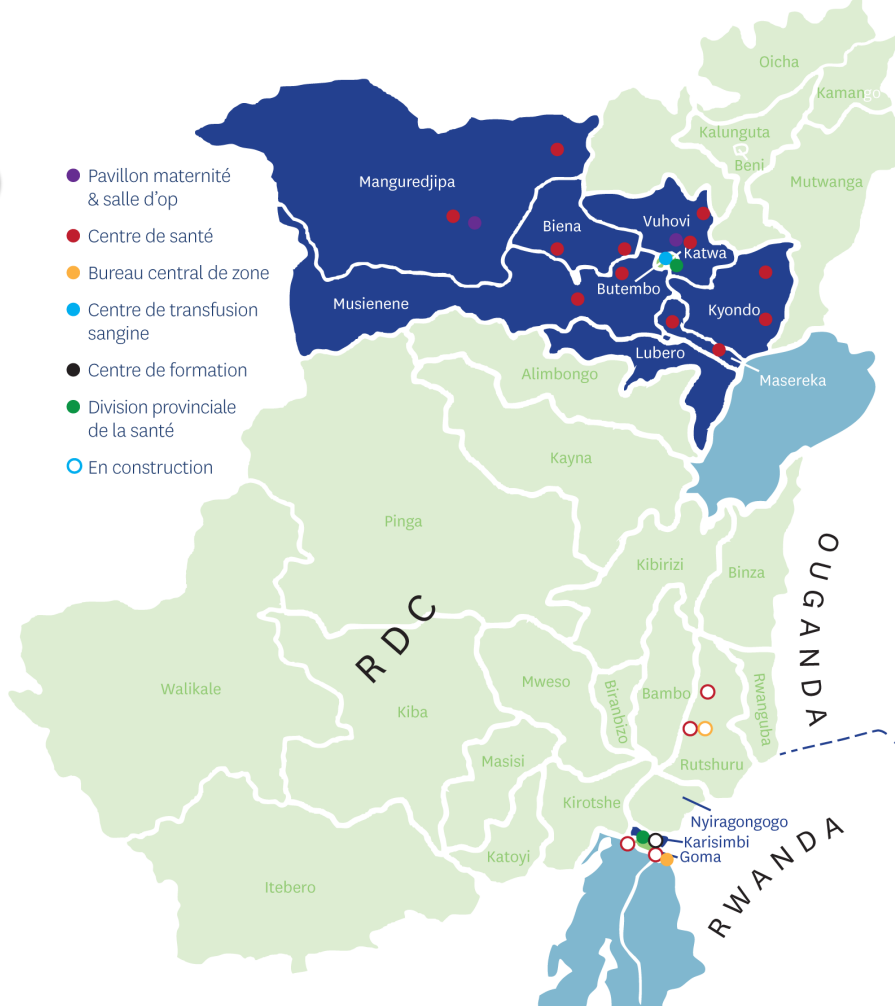 Oicha
Kamango
Kalunguta
Beni
Mutwanga
Pavillon maternité
& salle d'op
Centre de santé
Bureau central de zone
Centre de transfusion
sangine
Centre de formation
Division provinciale
de la santé
En construction
Manguredjipa
Biena
Vuhovi
Katwa
Musienene
Butembo
Kyondo
Lubero
Masereka
Alimbongo
Kayna
Pinga
Kibirizi
Binza
OUGANDA
RDC
Walikale
Kiba
Mweso
Biranbizo
Bambo
Rwanguba
Masisi
Rutshuru
Kirotshe
Nyiragongogo
Karisimbi
Goma
Katoyi
Itebero
RWANDA